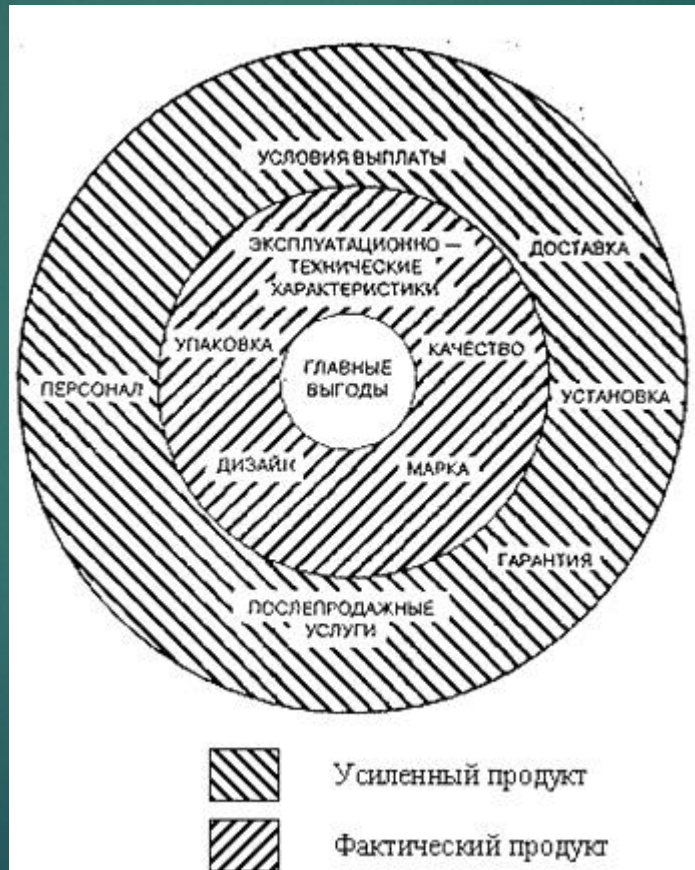 УСЛОВИЯ ВЫПЛАТЫ
ЭКСПЛУАТАЦИОННО —
ТЕХНИЧЕСКИЕ
ХАРАКТЕРИСТИКИ
ДОСТАВКА
УПАКОВКА
КАЧЕСТВО
ГЛАВНЫЕ
ВЫГОДЫ
ПЕРСОНАЛ
УСТАНОВКА
ДИЗАЙН
МАРКА
ГАРАНТИЯ
ПОСЛЕПРОДАЖНЫЕ
УСЛУГИ
Усиленный продукт
Фактический продукт